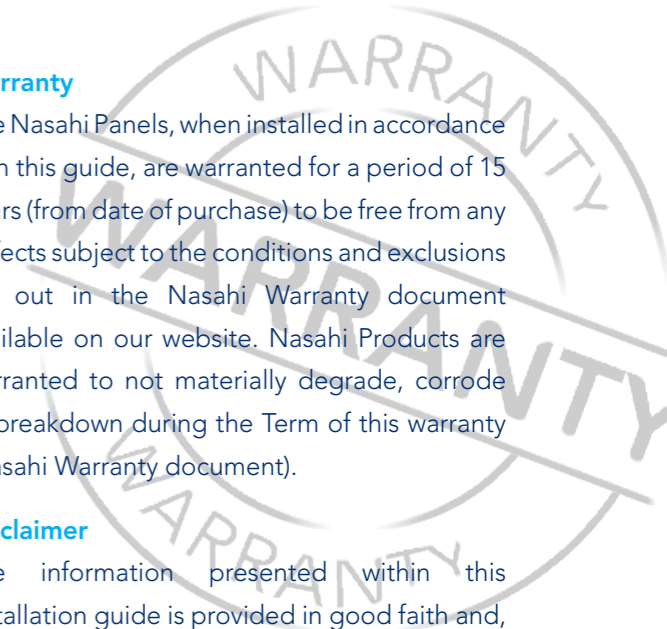 WARRANTY
rranty
e Nasahi Panels, when installed in accordance
h this guide, are warranted for a period of 15
ars (from date of purchase) to be free from any
fects subject to the conditions and exclusions
out in the Nasahi Warranty document
ilable on our website. Nasahi Products are
rranted to not materially degrade, corrode
breakdown during the Term of this warranty
asahi Warranty document).
WARRANTY
claimer
e information presented within this
tallation guide is provided in good faith and,
WARRANTY